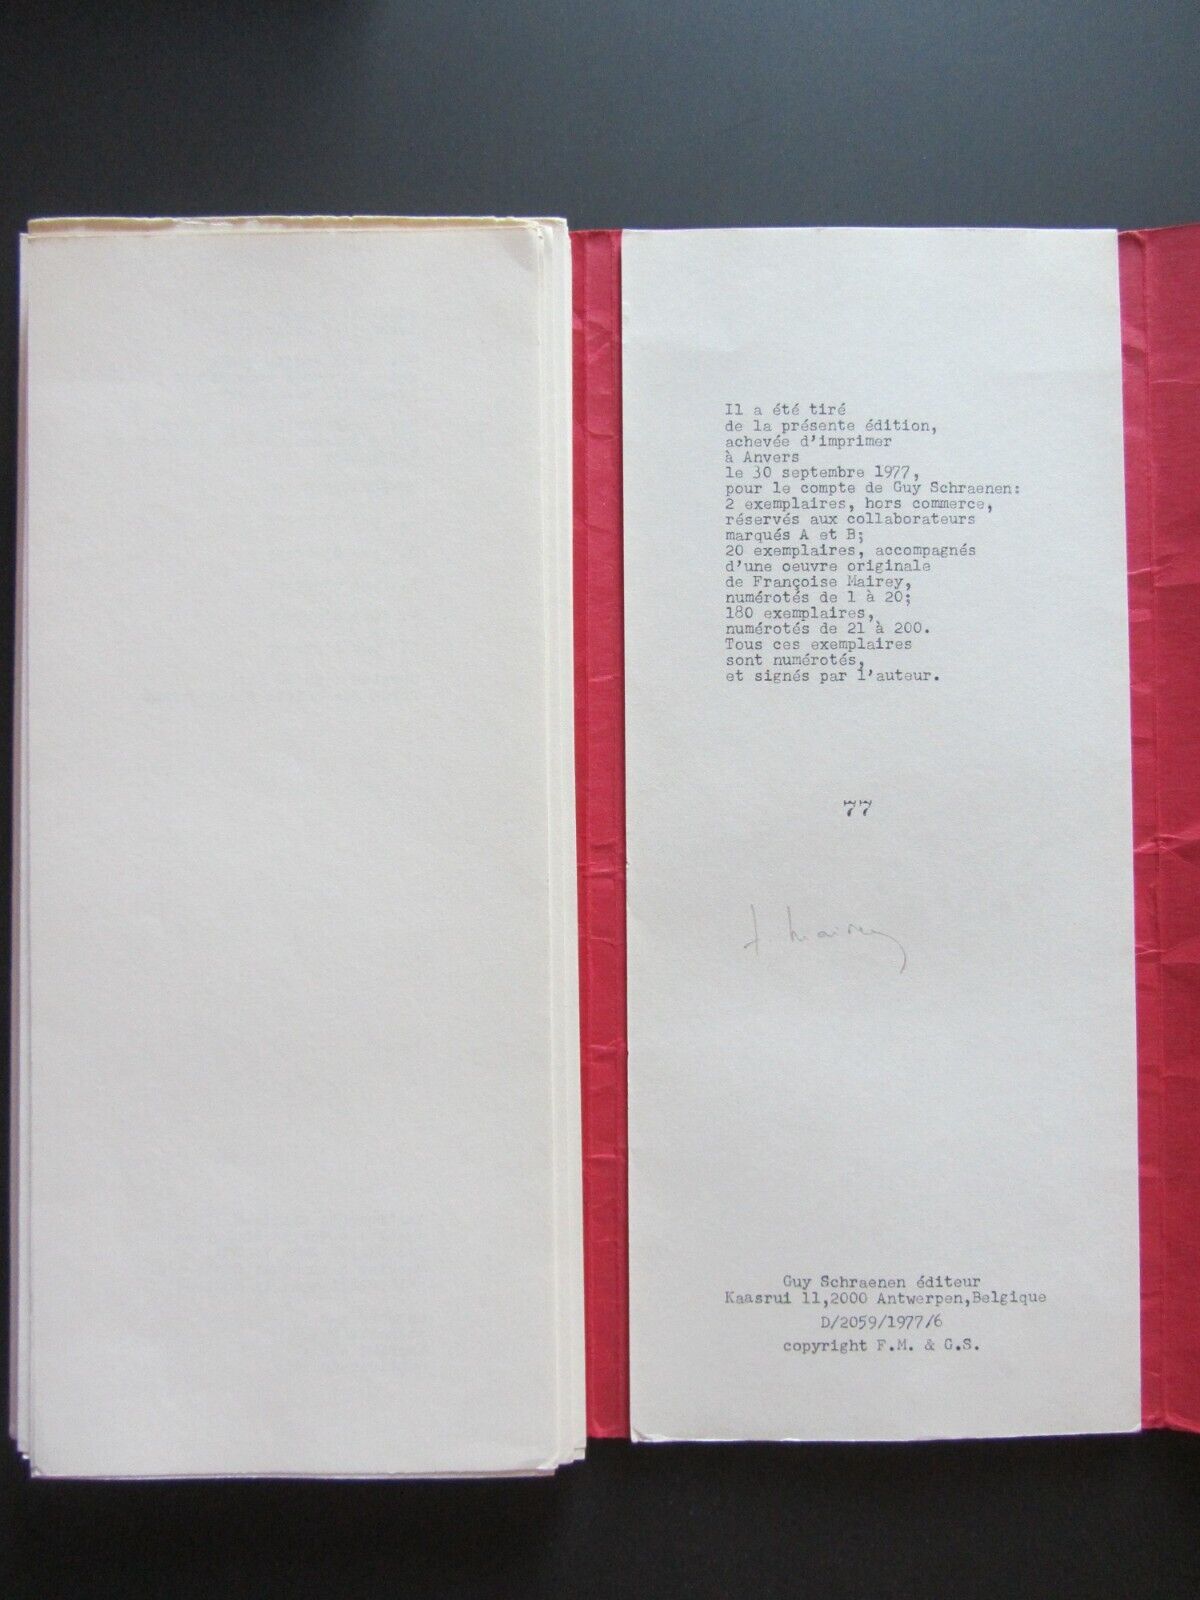 Il a été tiré
de la présente édition,
achevée d'imprimer
à Anvers
le 30 septembre 1977,
pour le compte de Guy Schraenen:
2 exemplaires, hors commerce,
réservés aux collaborateurs
marqués A et B;
20 exemplaires, accompagnés
d'une oeuvre originale
de Françoise Mairey,
numérotés de 1 à 20;
180 exemplaires,
numérotés de 21 à 200.
Tous ces exemplaires
sont numérotés,
et signés par l'auteur.
77
f. Mairey
Guy Schraenen éditeur
Kaasrui 11,2000 Antwerpen,Belgique
D/2059/1977/6
copyright F.M. & G.S.